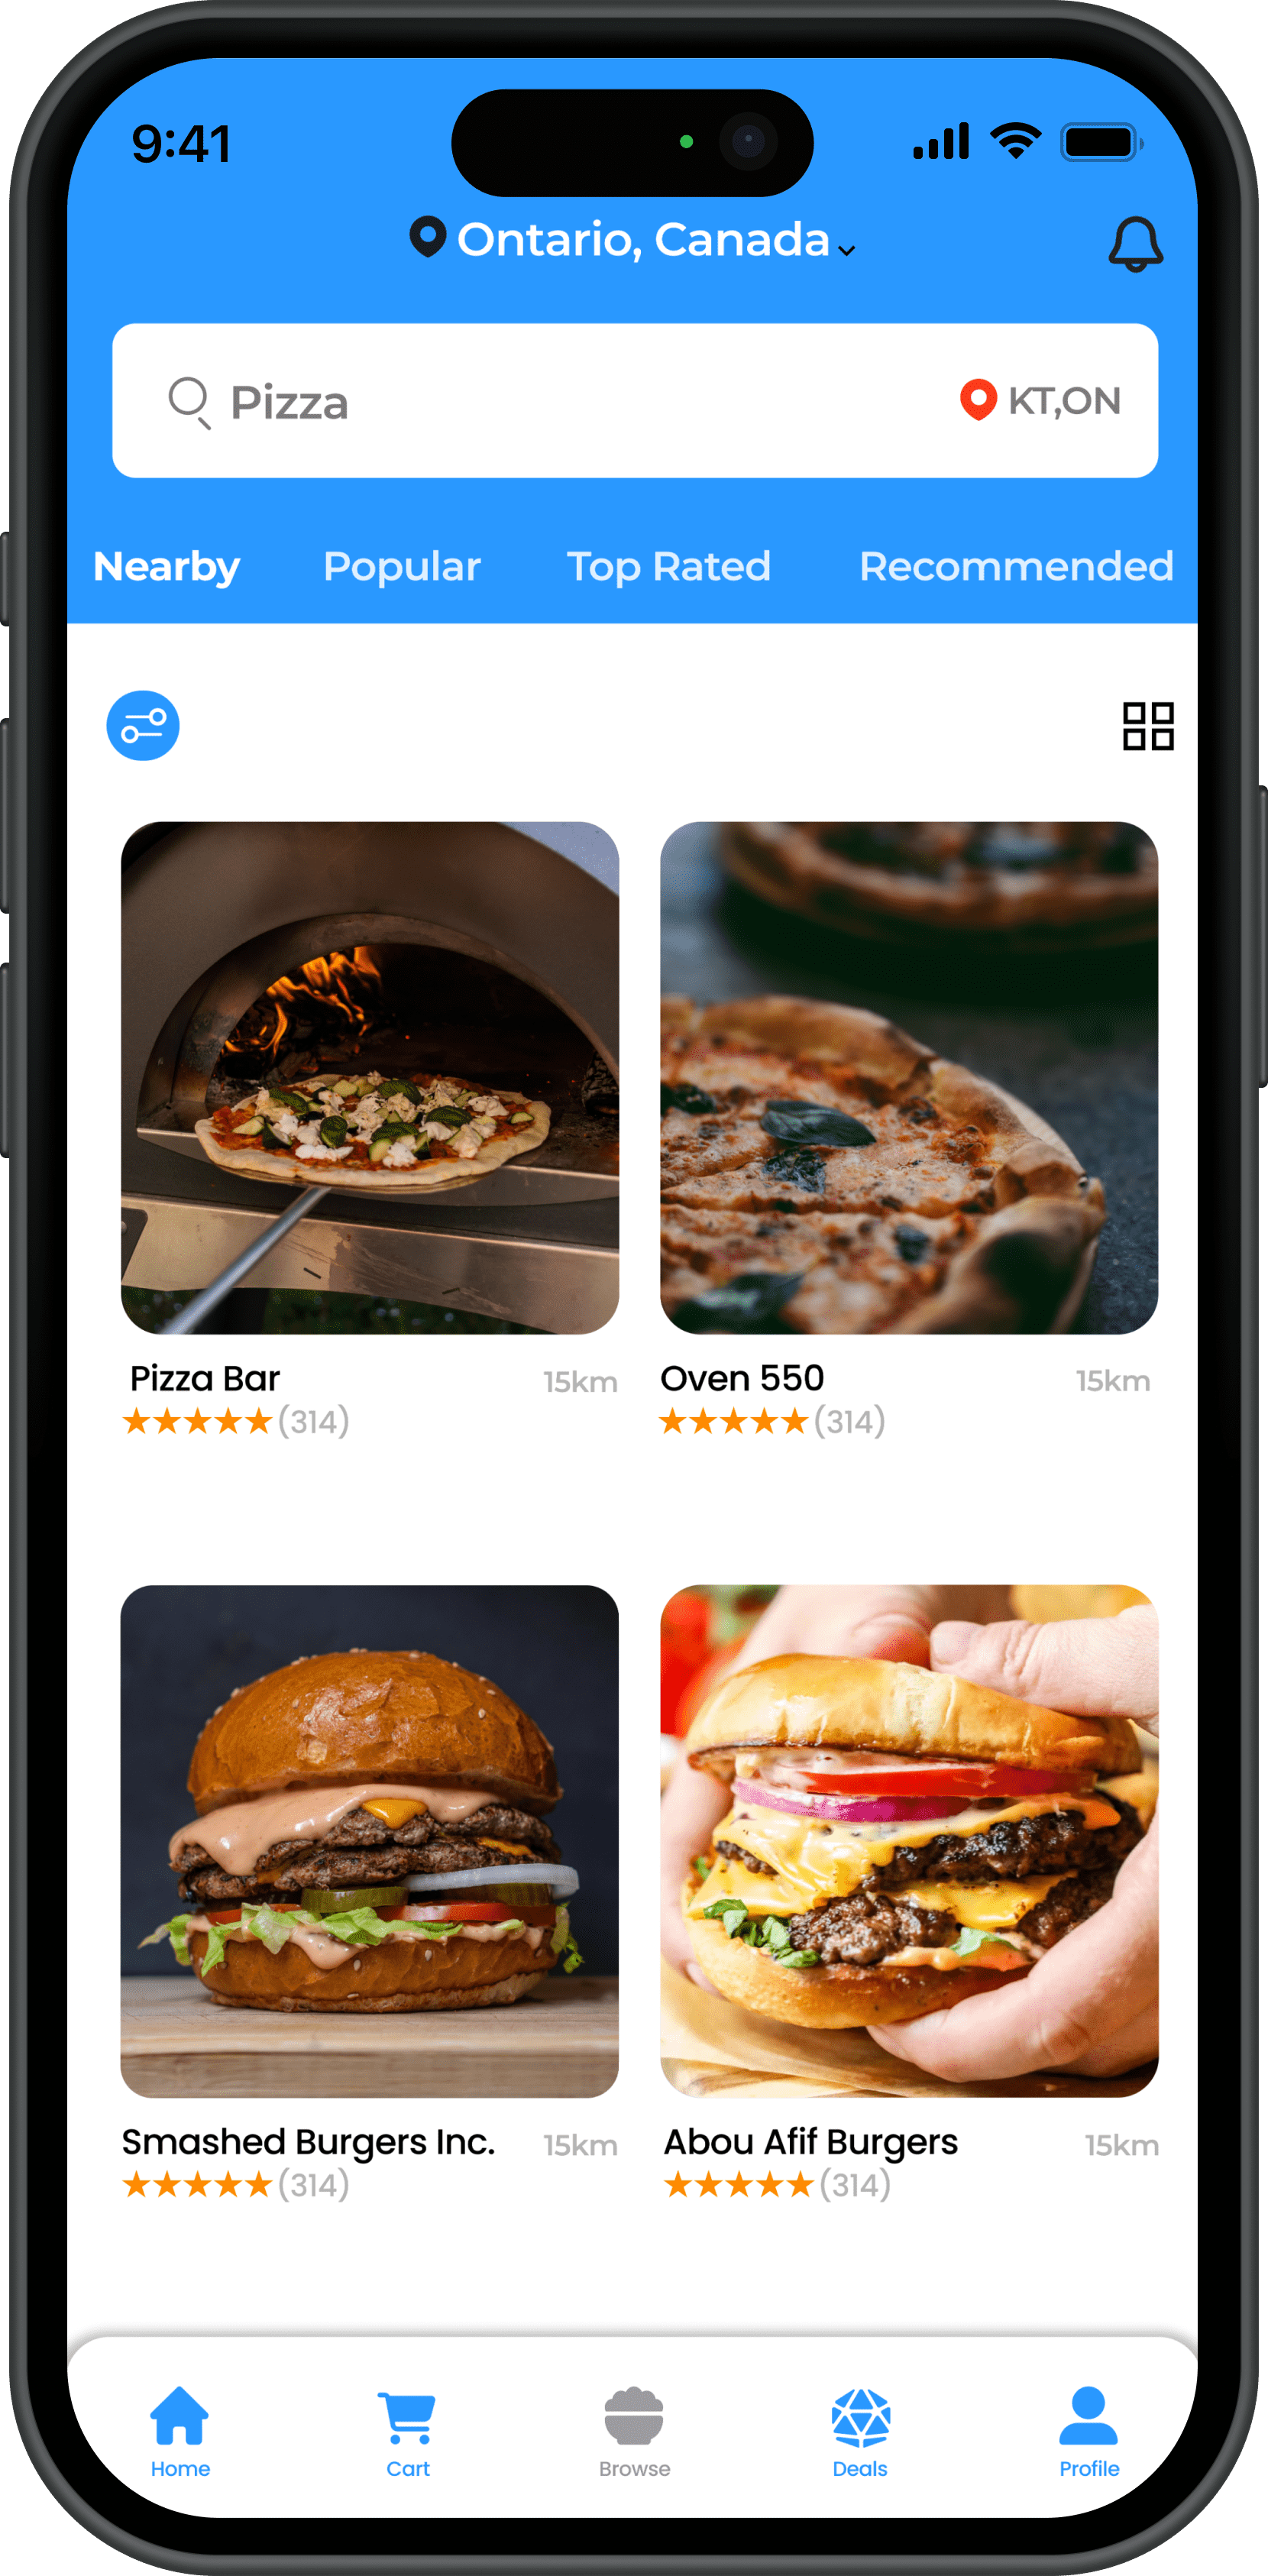 9:41
Ontario, Canada
Pizza
KT,ON
Nearby Popular Top Rated Recommended
Pizza Bar 15km
(314)
Oven 550 15km
(314)
Smashed Burgers Inc. 15km
(314)
Abou Afif Burgers 15km
(314)
Home Cart Browse Deals Profile